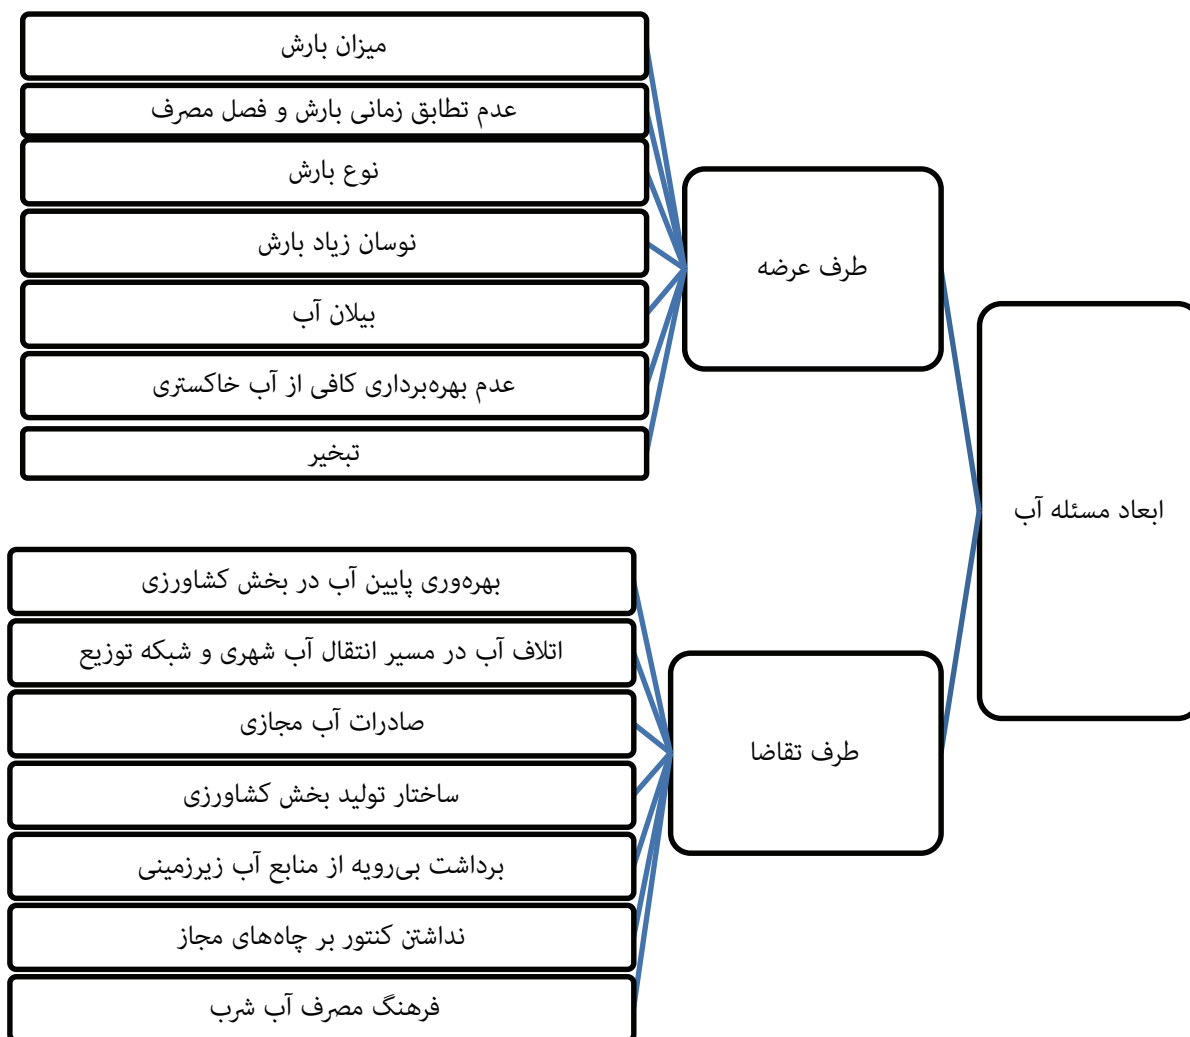 ابعاد مسئله آب
طرف عرضه
میزان بارش
عدم تطابق زمانی بارش و فصل مصرف
نوع بارش
نوسان زیاد بارش
بیلان آب
عدم بهره‌برداری کافی از آب خاکستری
تبخیر
طرف تقاضا
بهره‌وری پایین آب در بخش کشاورزی
اتلاف آب در مسیر انتقال آب شهری و شبکه توزیع
صادرات آب مجازی
ساختار تولید بخش کشاورزی
برداشت بی‌رویه از منابع آب زیرزمینی
نداشتن کنتور بر چاه‌های مجاز
فرهنگ مصرف آب شرب